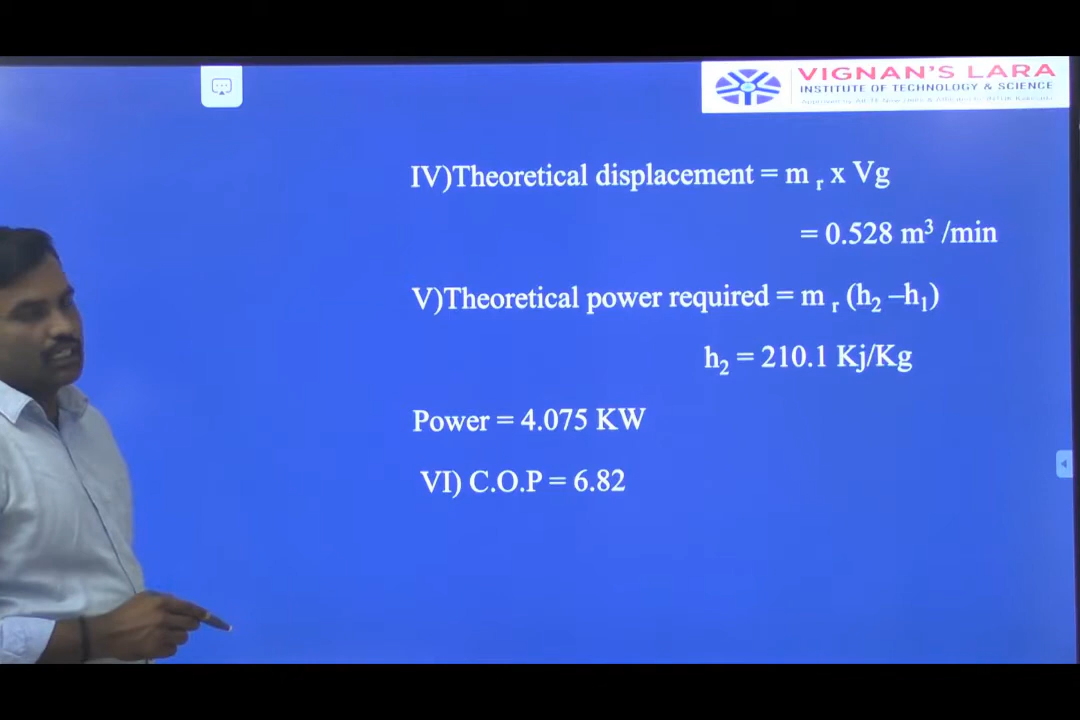 VIGNAN'S LARA
INSTITUTE OF TECHNOLOGY & SCIENCE
IV)Theoretical displacement = m r x Vg
= 0.528 m³ /min
V)Theoretical power required = m r (h₂ –h₁)
h₂ = 210.1 Kj/Kg
Power = 4.075 KW
VI) C.O.P = 6.82